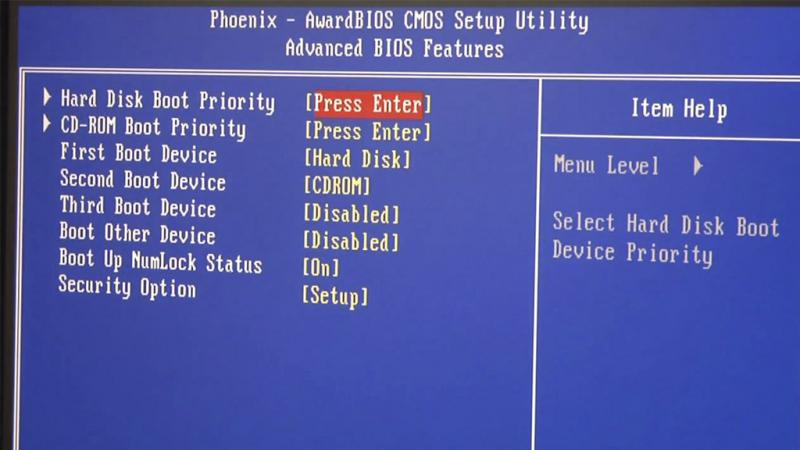 Phoenix - AwardBIOS CMOS Setup Utility
Advanced BIOS Features
Hard Disk Boot Priority [Press Enter]
CD-ROM Boot Priority [Press Enter]
First Boot Device [Hard Disk]
Second Boot Device [CDROM]
Third Boot Device [Disabled]
Boot Other Device [Disabled]
Boot Up NumLock Status [On]
Security Option [Setup]
Item Help
Menu Level
Select Hard Disk Boot
Device Priority